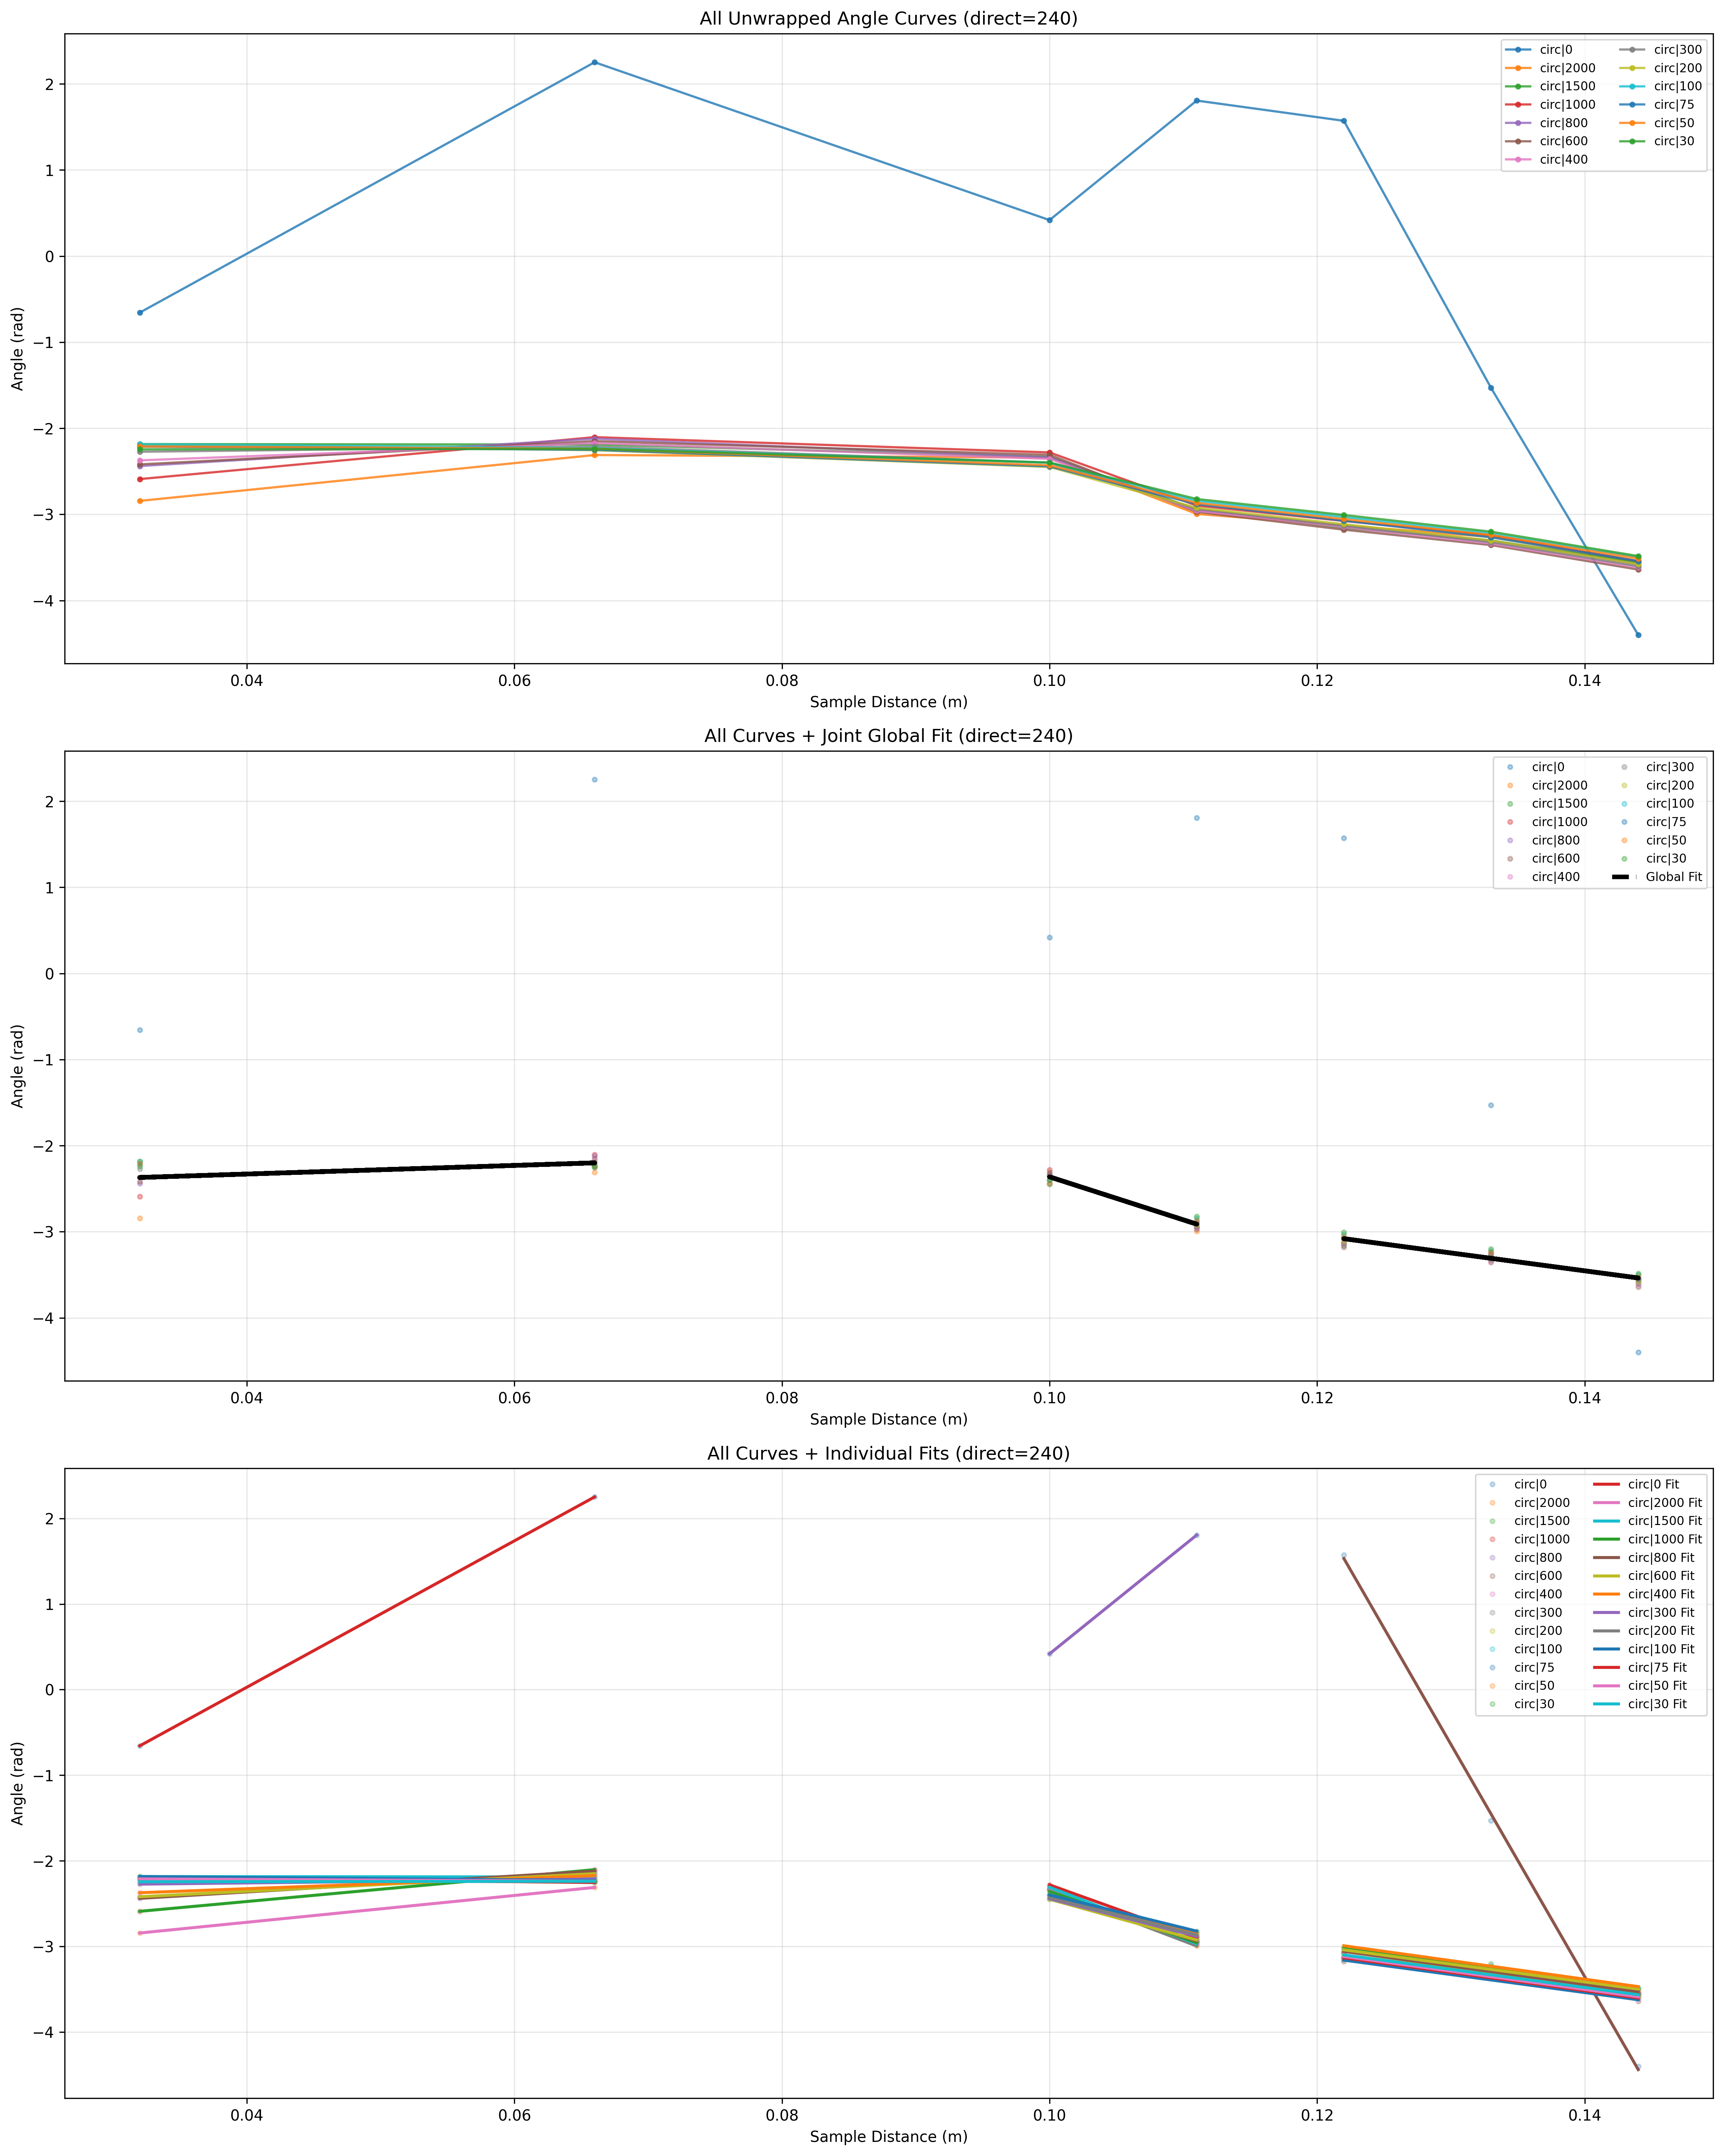 All Unwrapped Angle Curves (direct=240)
circ|0
circ|2000
circ|1500
circ|1000
circ|800
circ|600
circ|400
circ|300
circ|200
circ|100
circ|75
circ|50
circ|30
2
1
0
−1
−2
−3
−4
Angle (rad)
0.04
0.06
0.08
0.10
0.12
0.14
Sample Distance (m)
All Curves + Joint Global Fit (direct=240)
circ|0
circ|2000
circ|1500
circ|1000
circ|800
circ|600
circ|400
circ|300
circ|200
circ|100
circ|75
circ|50
circ|30
Global Fit
2
1
0
−1
−2
−3
−4
Angle (rad)
0.04
0.06
0.08
0.10
0.12
0.14
Sample Distance (m)
All Curves + Individual Fits (direct=240)
circ|0
circ|2000
circ|1500
circ|1000
circ|800
circ|600
circ|400
circ|300
circ|200
circ|100
circ|75
circ|50
circ|30
circ|0 Fit
circ|2000 Fit
circ|1500 Fit
circ|1000 Fit
circ|800 Fit
circ|600 Fit
circ|400 Fit
circ|300 Fit
circ|200 Fit
circ|100 Fit
circ|75 Fit
circ|50 Fit
circ|30 Fit
2
1
0
−1
−2
−3
−4
Angle (rad)
0.04
0.06
0.08
0.10
0.12
0.14
Sample Distance (m)